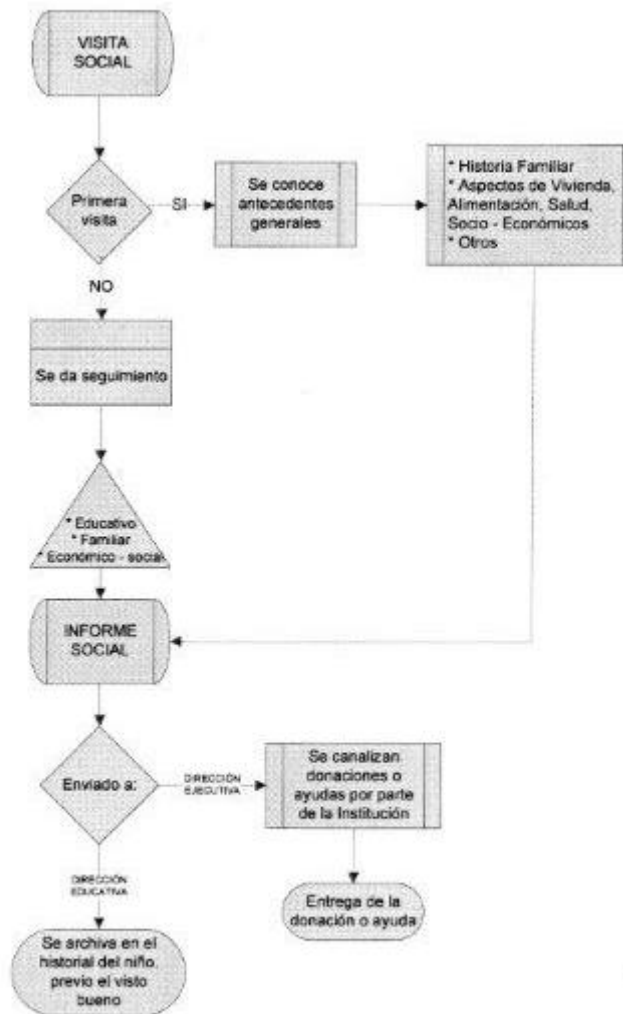 VISITA
SOCIAL
Primera
visita
SI
Se conoce
antecedentes
generales
* Historia Familiar
* Aspectos de Vivienda,
Alimentación, Salud,
Socio - Económicos
* Otros
NO
Se da seguimiento
* Educativo
* Familiar
* Económico - social
INFORME
SOCIAL
Enviado a:
DIRECCIÓN
EJECUTIVA
Se canalizan
donaciones o
ayudas por parte
de la Institución
DIRECCIÓN
EDUCATIVA
Entrega de la
donación o ayuda
Se archiva en el
historial del niño,
previo el visto
bueno